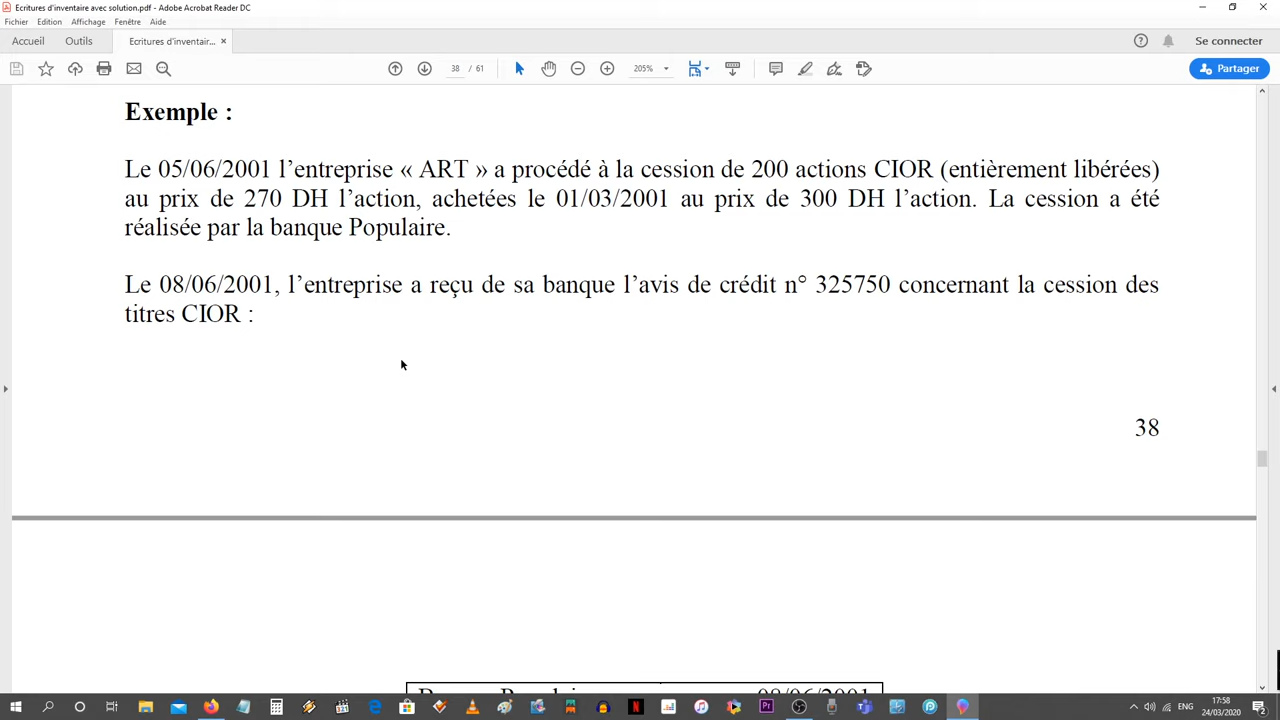 Ecritures d'inventaire avec solution.pdf - Adobe Acrobat Reader DC
Fichier Edition Affichage Fenêtre Aide
Accueil Outils Ecritures d'inventair... × Se connecter
38 / 61 205% Partager
Exemple :
Le 05/06/2001 l’entreprise « ART » a procédé à la cession de 200 actions CIOR (entièrement libérées)
au prix de 270 DH l’action, achetées le 01/03/2001 au prix de 300 DH l’action. La cession a été
réalisée par la banque Populaire.
Le 08/06/2001, l’entreprise a reçu de sa banque l’avis de crédit n° 325750 concernant la cession des
titres CIOR :
38
08/06/2001
17:58
ENG
24/03/2020